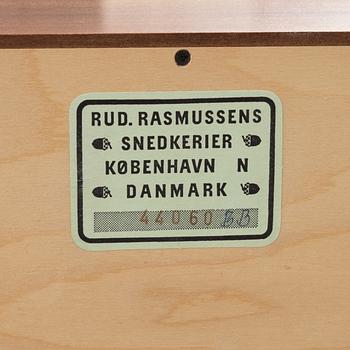 RUD. RASMUSSENS
SNEDKERIER
KØBENHAVN N
DANMARK
44060